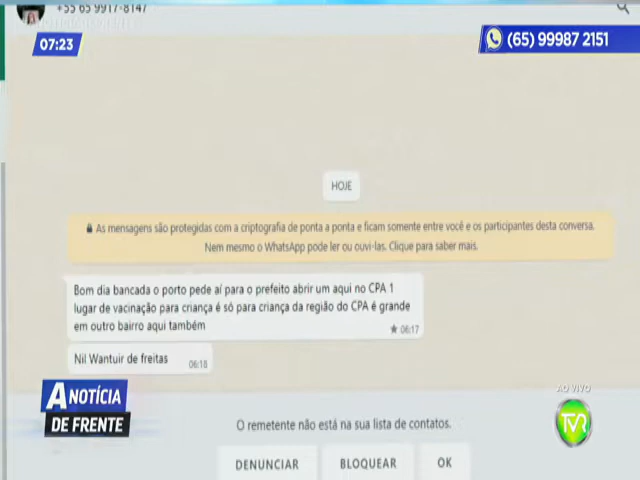 +55 65 9917-8147
07:23
(65) 99987 2151
HOJE
As mensagens são protegidas com a criptografia de ponta a ponta e ficam somente entre você e os participantes desta conversa.
Nem mesmo o WhatsApp pode ler ou ouvi-las. Clique para saber mais.
Bom dia bancada o porto pede aí para o prefeito abrir um aqui no CPA 1
lugar de vacinação para criança é só para criança da região do CPA é grande
em outro bairro aqui também
06:17
Nil Wantuir de freitas
06:18
A NOTÍCIA
DE FRENTE
AO VIVO
TVR
O remetente não está na sua lista de contatos.
DENUNCIAR
BLOQUEAR
OK